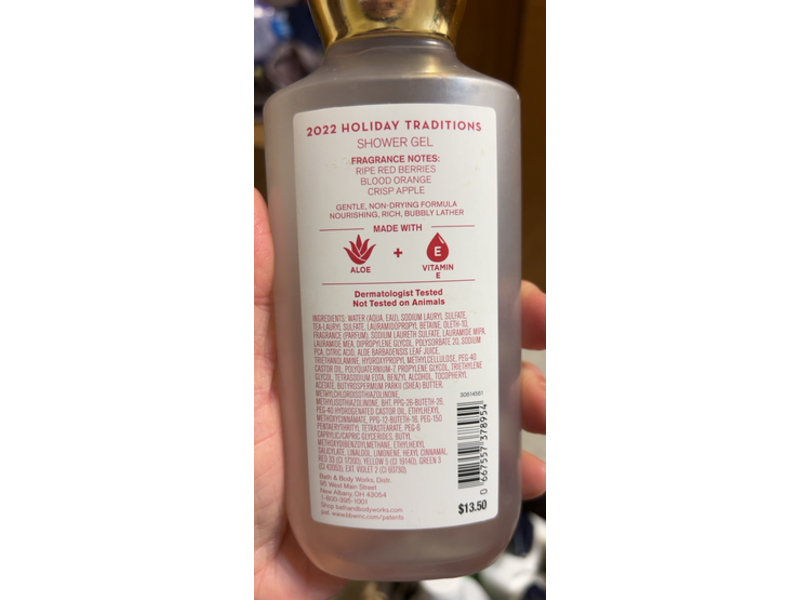 2022 HOLIDAY TRADITIONS
SHOWER GEL
FRAGRANCE NOTES:
RIPE RED BERRIES
BLOOD ORANGE
CRISP APPLE
GENTLE, NON-DRYING FORMULA
NOURISHING, RICH, BUBBLY LATHER
MADE WITH
ALOE
+
E
VITAMIN
E
Dermatologist Tested
Not Tested on Animals
INGREDIENTS: WATER (AQUA, EAU), SODIUM LAURYL SULFATE,
TEA-LAURYL SULFATE, LAURAMIDOPROPYL BETAINE, OLETH-10,
FRAGRANCE (PARFUM), SODIUM LAURETH SULFATE, LAURAMIDE MIPA,
LAURAMIDE MEA, DIPROPYLENE GLYCOL, POLYSORBATE 20, SODIUM
PCA, CITRIC ACID, ALOE BARBADENSIS LEAF JUICE,
TRIETHANOLAMINE, HYDROXYPROPYL METHYLCELLULOSE, PEG-40
CASTOR OIL, POLYQUATERNIUM-7, PROPYLENE GLYCOL, TRIETHYLENE
GLYCOL, TETRASODIUM EDTA, BENZYL ALCOHOL, TOCOPHERYL
ACETATE, BUTYROSPERMUM PARKII (SHEA) BUTTER,
METHYLCHLOROISOTHIAZOLINONE,
METHYLISOTHIAZOLINONE, BHT, PPG-26-BUTETH-26,
PEG-40 HYDROGENATED CASTOR OIL, ETHYLHEXYL
METHOXYCINNAMATE, PPG-12-BUTETH-16, PEG-150
PENTAERYTHRITYL TETRASTEARATE, PEG-6
CAPRYLIC/CAPRIC GLYCERIDES, BUTYL
METHOXYDIBENZOYLMETHANE, ETHYLHEXYL
SALICYLATE, LINALOOL, LIMONENE, HEXYL CINNAMAL,
RED 33 (CI 17200), YELLOW 5 (CI 19140), GREEN 3
(CI 42053), EXT. VIOLET 2 (CI 60730).
Bath & Body Works, Distr.
95 West Main Street
New Albany, OH 43054
1-800-395-1001
Shop bathandbodyworks.com
pat. www.bbwinc.com/patents
0 667557 378954
$13.50